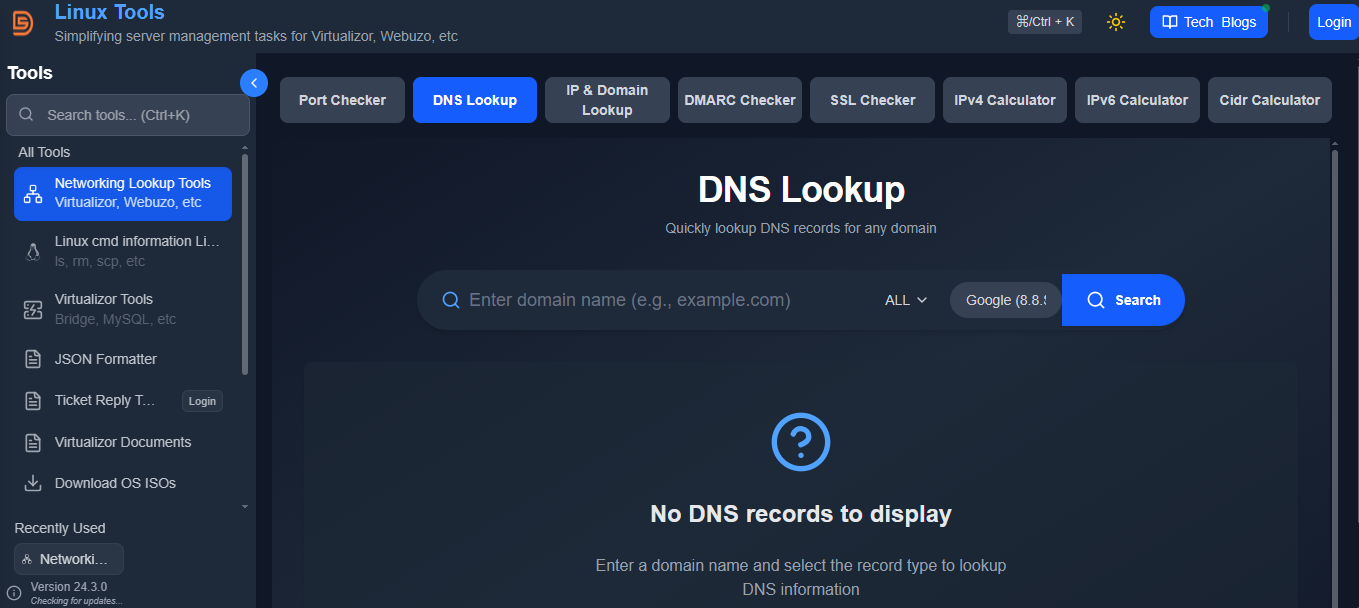 Linux Tools
Simplifying server management tasks for Virtualizor, Webuzo, etc
⌘/Ctrl + K
Tech Blogs
Login
Tools
Search tools... (Ctrl+K)
All Tools
Networking Lookup Tools
Virtualizor, Webuzo, etc
Linux cmd information Li...
ls, rm, scp, etc
Virtualizor Tools
Bridge, MySQL, etc
JSON Formatter
Ticket Reply T...
Login
Virtualizor Documents
Download OS ISOs
Recently Used
Networki...
Version 24.3.0
Checking for updates...
Port Checker
DNS Lookup
IP & Domain
Lookup
DMARC Checker
SSL Checker
IPv4 Calculator
IPv6 Calculator
Cidr Calculator
DNS Lookup
Quickly lookup DNS records for any domain
Enter domain name (e.g., example.com)
ALL
Google (8.8.
Search
No DNS records to display
Enter a domain name and select the record type to lookup
DNS information